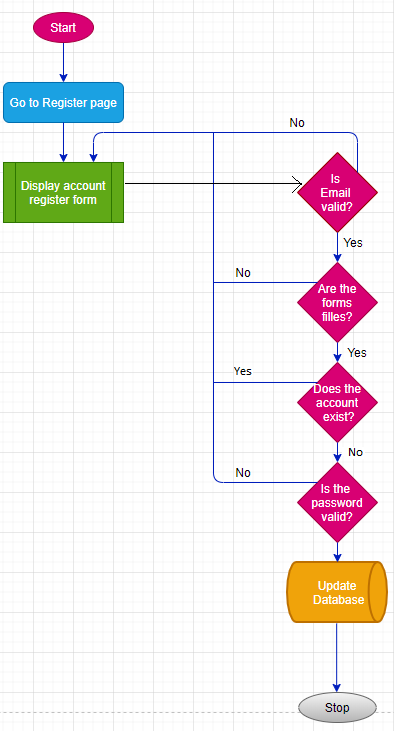 Start
Go to Register page
No
Display account
register form
Is
Email
valid?
Yes
No
Are the
forms
filles?
Yes
Yes
Does the
account
exist?
No
No
Is the
password
valid?
Update
Database
Stop